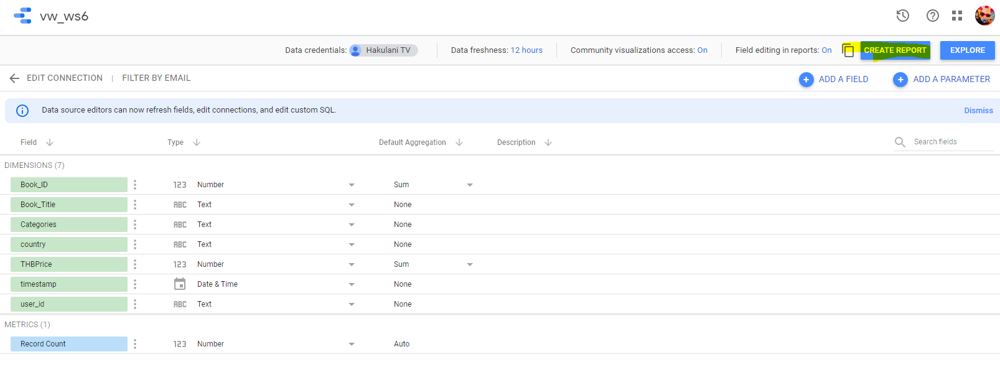 vw_ws6
Data credentials: Hakulani TV Data freshness: 12 hours Community visualizations access: On Field editing in reports: On CREATE REPORT EXPLORE
EDIT CONNECTION | FILTER BY EMAIL ADD A FIELD ADD A PARAMETER
Data source editors can now refresh fields, edit connections, and edit custom SQL. Dismiss
Field Type Default Aggregation Description Search fields
DIMENSIONS (7)
Book_ID 123 Number Sum
Book_Title ABC Text None
Categories ABC Text None
country ABC Text None
THBPrice 123 Number Sum
timestamp Date & Time None
user_id ABC Text None
METRICS (1)
Record Count 123 Number Auto